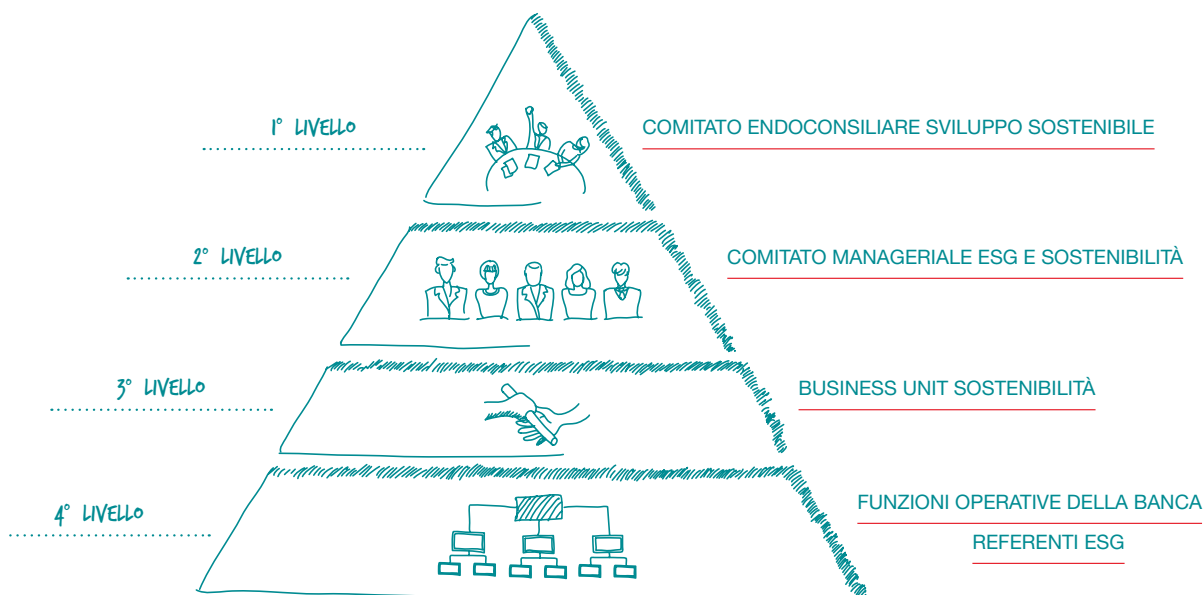 1° LIVELLO
COMITATO ENDOCONSILIARE SVILUPPO SOSTENIBILE
2° LIVELLO
COMITATO MANAGERIALE ESG E SOSTENIBILITÀ
3° LIVELLO
BUSINESS UNIT SOSTENIBILITÀ
4° LIVELLO
FUNZIONI OPERATIVE DELLA BANCA
REFERENTI ESG